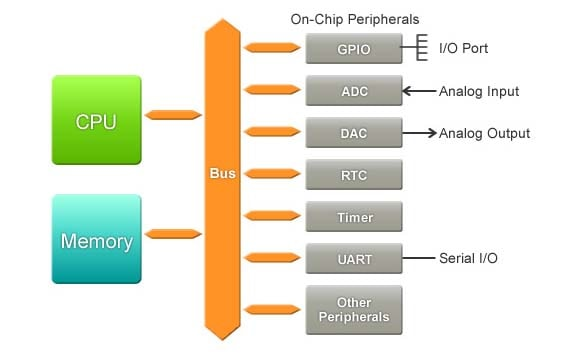 On-Chip Peripherals
GPIO
I/O Port
CPU
ADC
Analog Input
DAC
Analog Output
Bus
RTC
Memory
Timer
UART
Serial I/O
Other
Peripherals